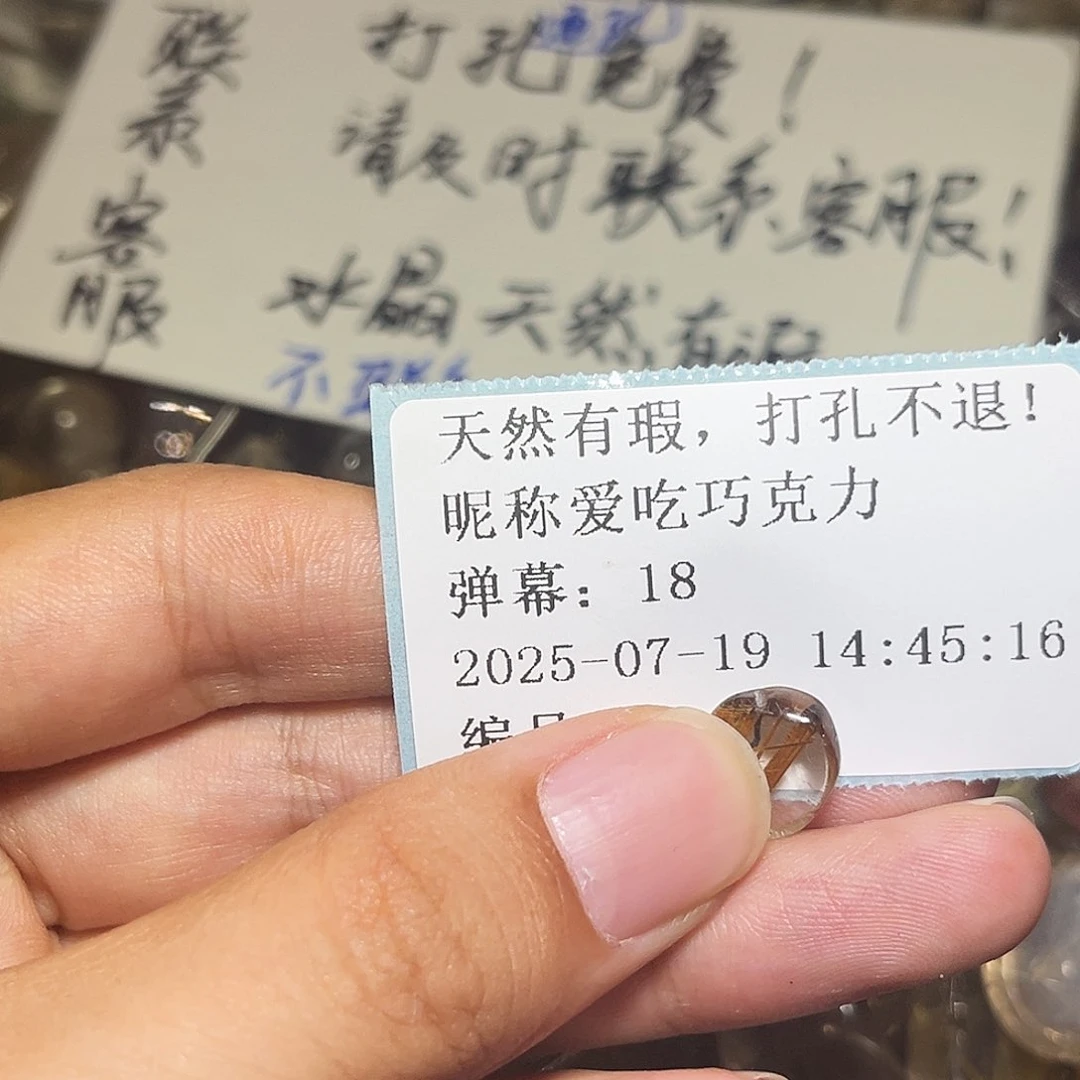 联系客服
打孔免费！
请及时联系客服！
水晶天然有瑕
天然有瑕，打孔不退！
昵称爱吃巧克力
弹幕：18
2025-07-19 14:45:16